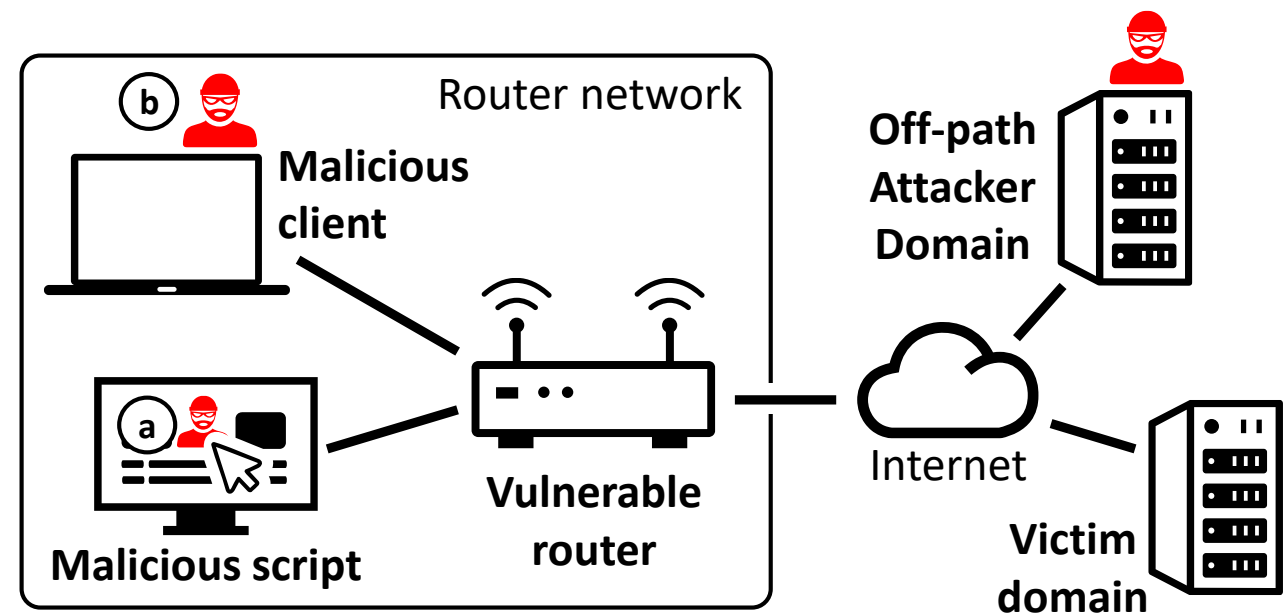 Router network
b
Malicious
client
a
Malicious script
Vulnerable
router
Off-path
Attacker
Domain
Internet
Victim
domain